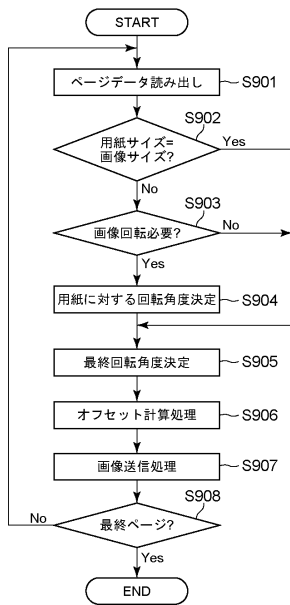 START
ページデータ読み出し
S901
S902
用紙サイズ=
画像サイズ?
Yes
No
S903
画像回転必要?
No
Yes
用紙に対する回転角度決定
S904
最終回転角度決定
S905
オフセット計算処理
S906
画像送信処理
S907
S908
No
最終ページ?
Yes
END